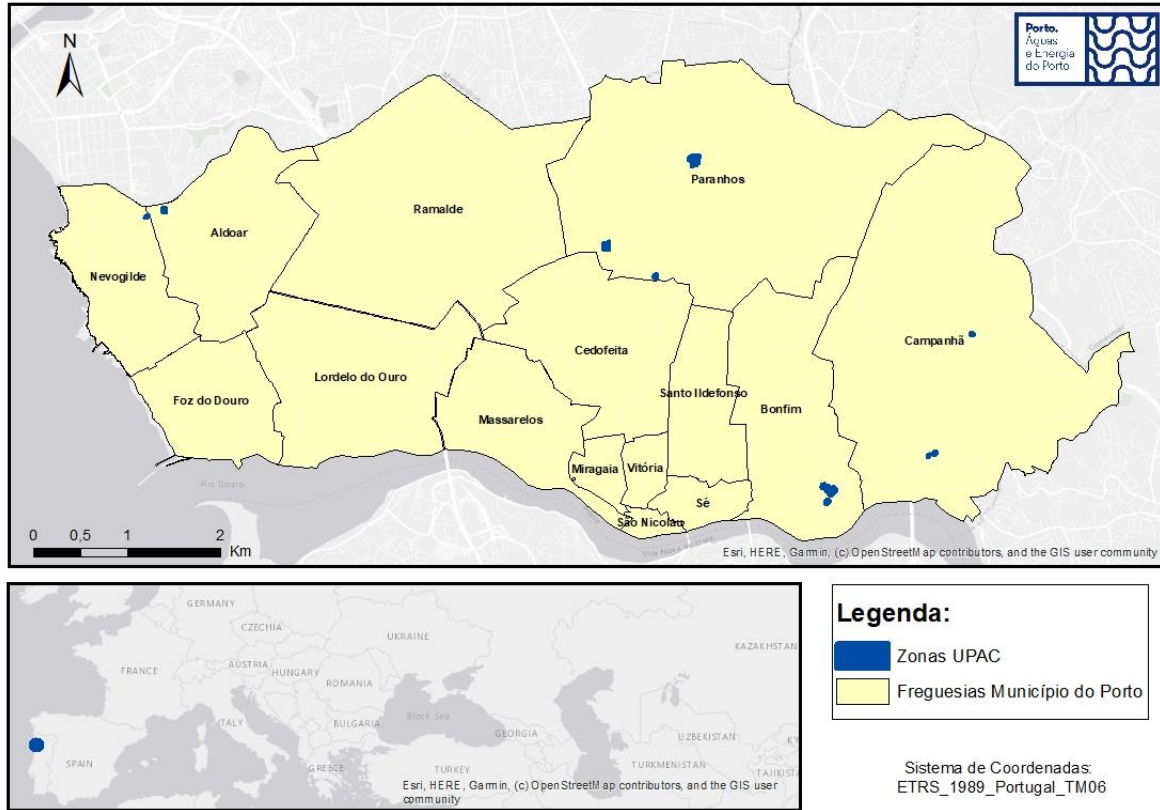 N
Porto.
Águas
e Energia
do Porto
Matosinhos
Paranhos
Ramalde
Aldoar
Nevogilde
Campanhã
Cedofeita
Lordelo do Ouro
Santo Ildefonso
Bonfim
Foz do Douro
Massarelos
Miragaia
Vitória
Rio Douro
Sé
São Nicolau
0 0,5 1 2
Km
Esri, HERE, Garmin, (c) OpenStreetMap contributors, and the GIS user community
GERMANY
CZECHIA
UKRAINE
KAZAKHSTAN
FRANCE
AUSTRIA
HUNGARY
ROMANIA
ITALY
BULGARIA
Black Sea
GEORGIA
UZBEKISTAN
SPAIN
GREECE
TURKEY
TURKMENISTAN
TAJIKISTA
Esri, HERE, Garmin, (c) OpenStreetMap contributors, and the GIS user
community
Legenda:
Zonas UPAC
Freguesias Município do Porto
Sistema de Coordenadas:
ETRS_1989_Portugal_TM06